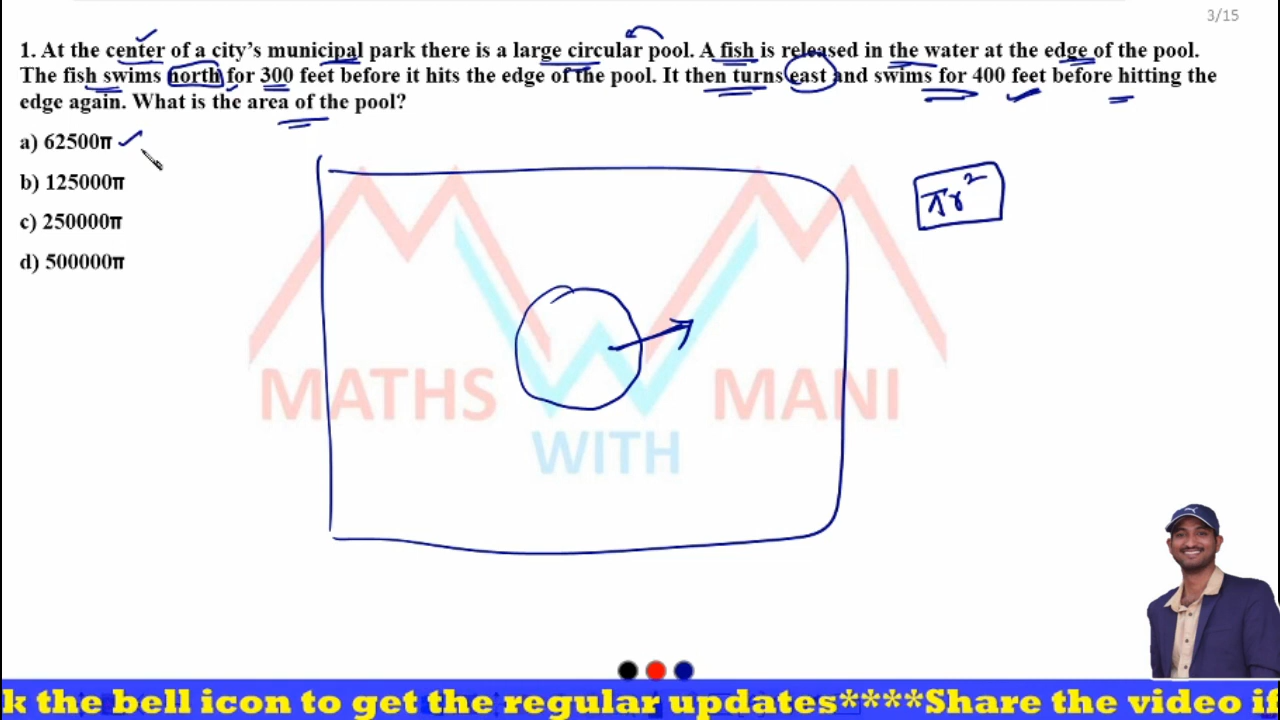 3/15
1. At the center of a city's municipal park there is a large circular pool. A fish is released in the water at the edge of the pool.
The fish swims north for 300 feet before it hits the edge of the pool. It then turns east and swims for 400 feet before hitting the
edge again. What is the area of the pool?
a) 62500π
b) 125000π
c) 250000π
d) 500000π
πr²
MATHS
WITH
MANI
k the bell icon to get the regular updates****Share the video if